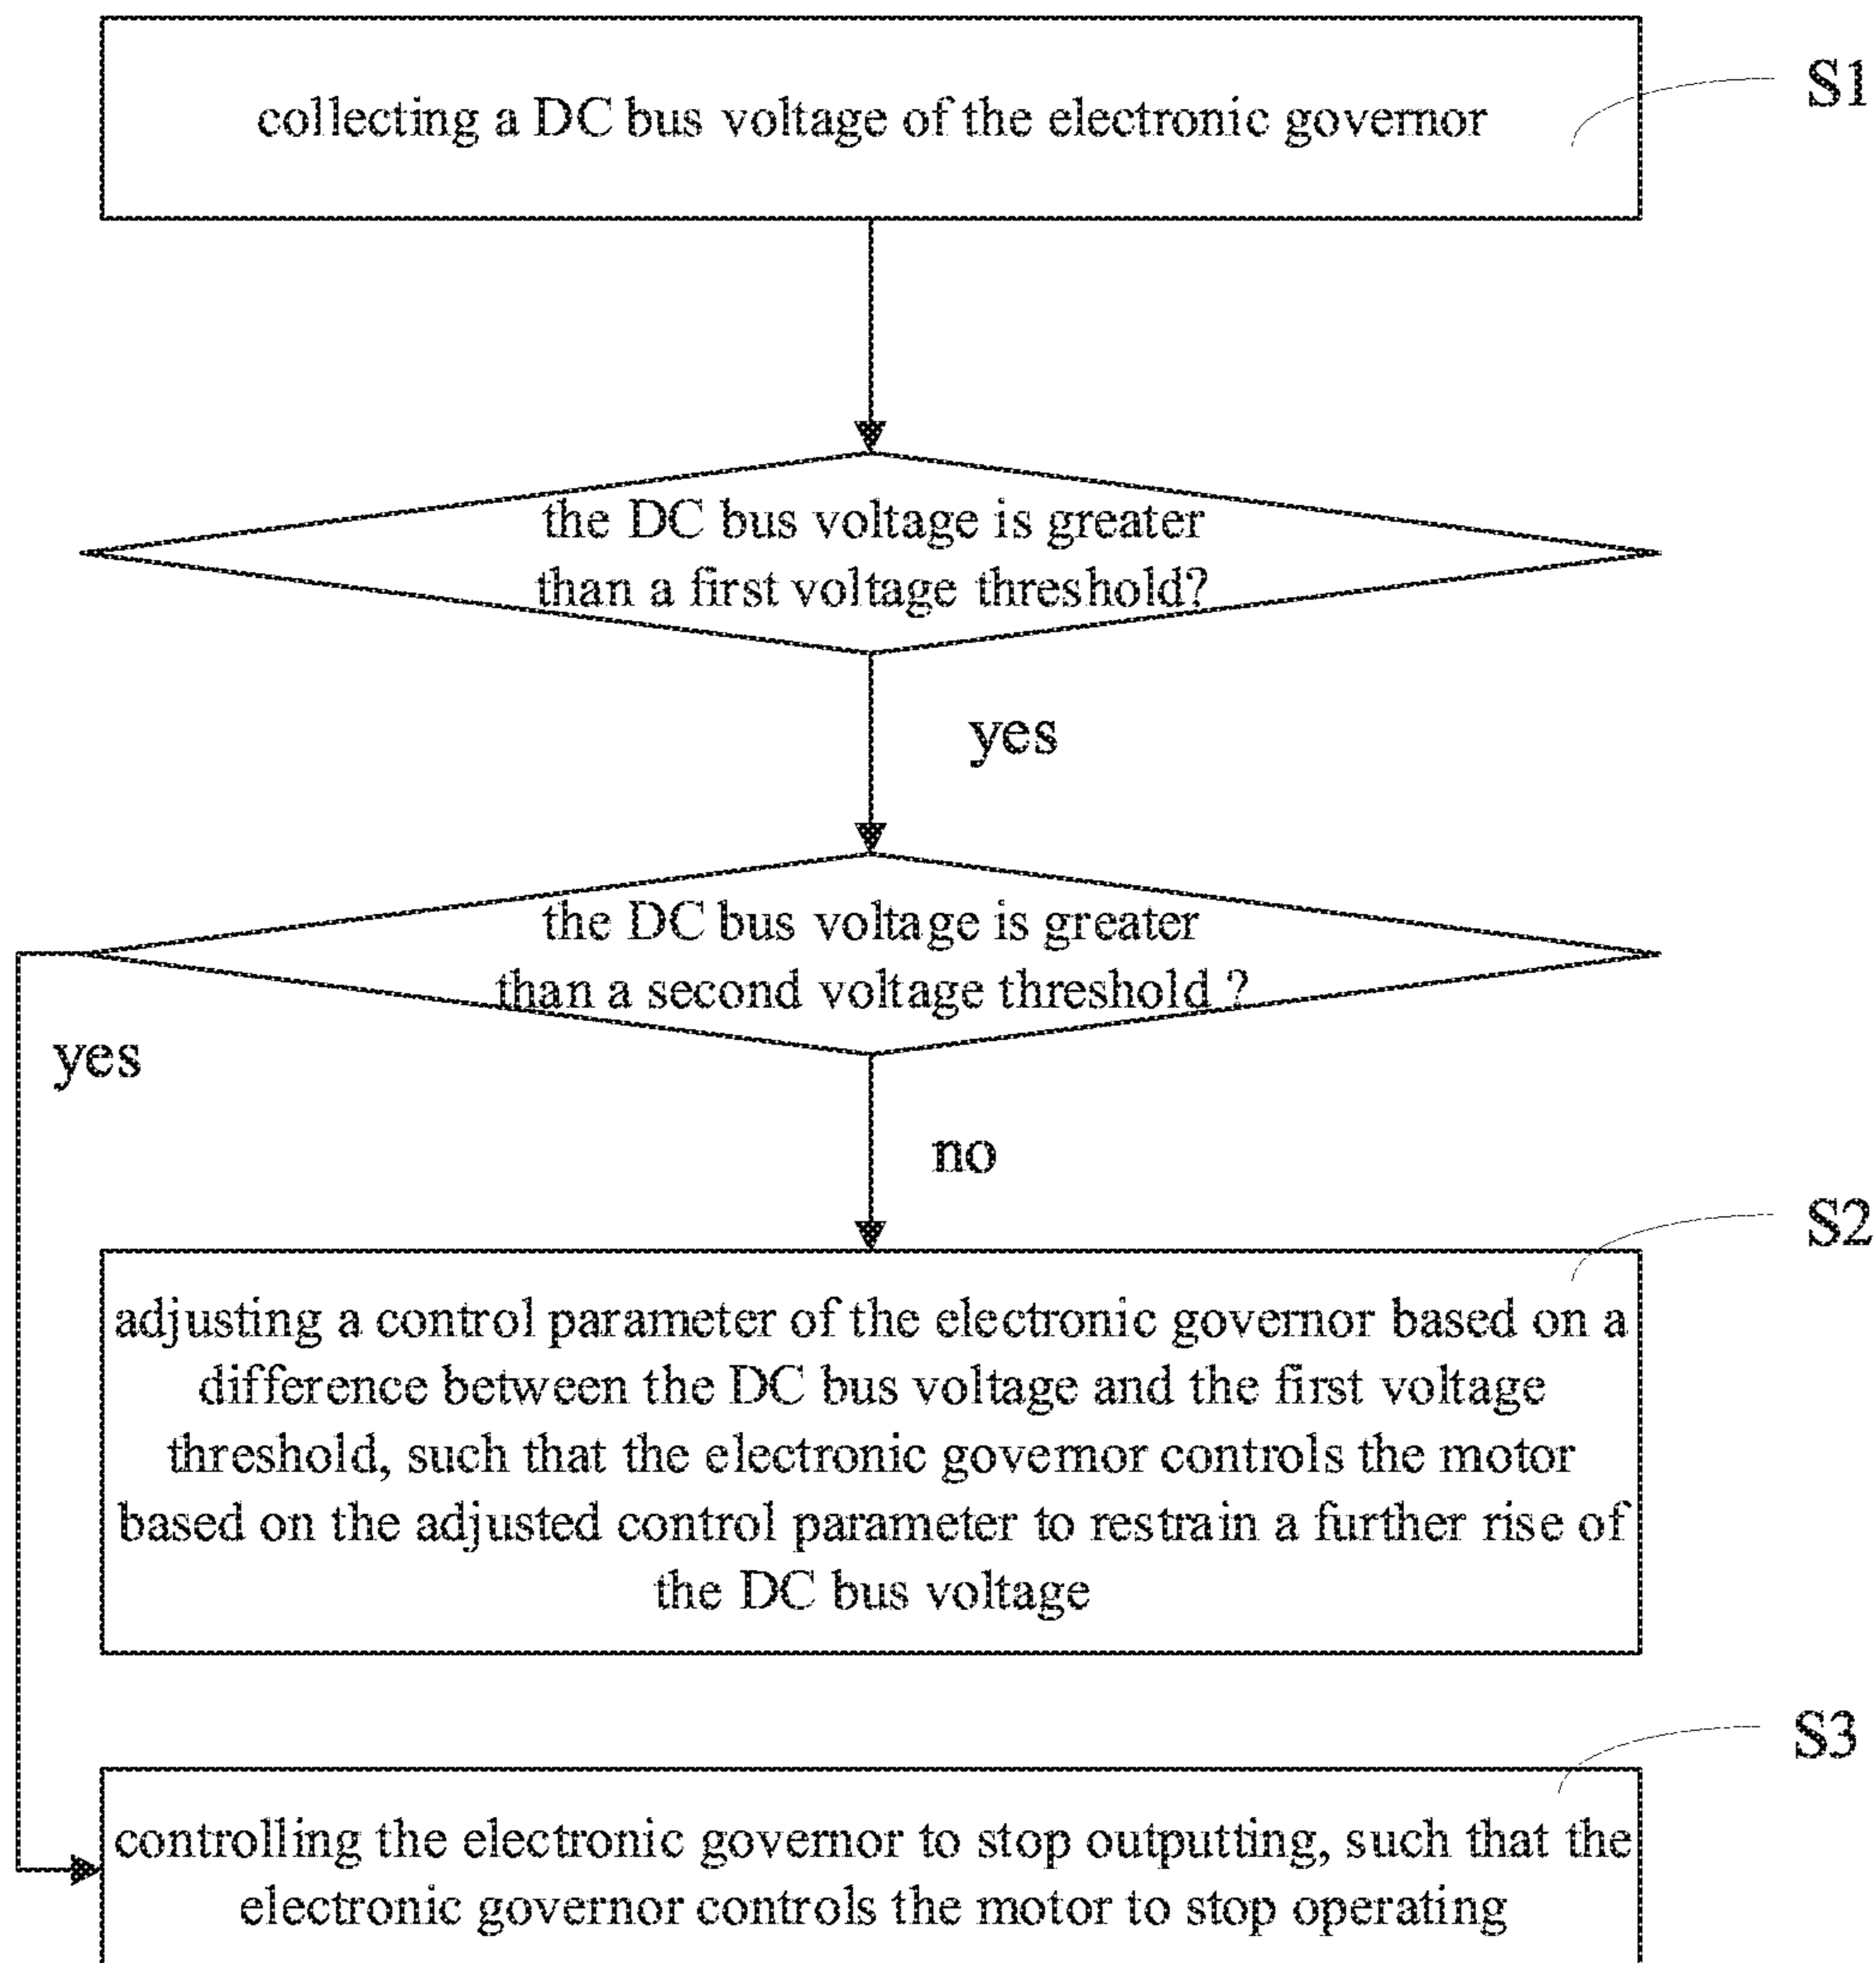 collecting a DC bus voltage of the electronic governor
S1
the DC bus voltage is greater
than a first voltage threshold?
yes
the DC bus voltage is greater
than a second voltage threshold ?
yes
no
S2
adjusting a control parameter of the electronic governor based on a
difference between the DC bus voltage and the first voltage
threshold, such that the electronic governor controls the motor
based on the adjusted control parameter to restrain a further rise of
the DC bus voltage
S3
controlling the electronic governor to stop outputting, such that the
electronic governor controls the motor to stop operating